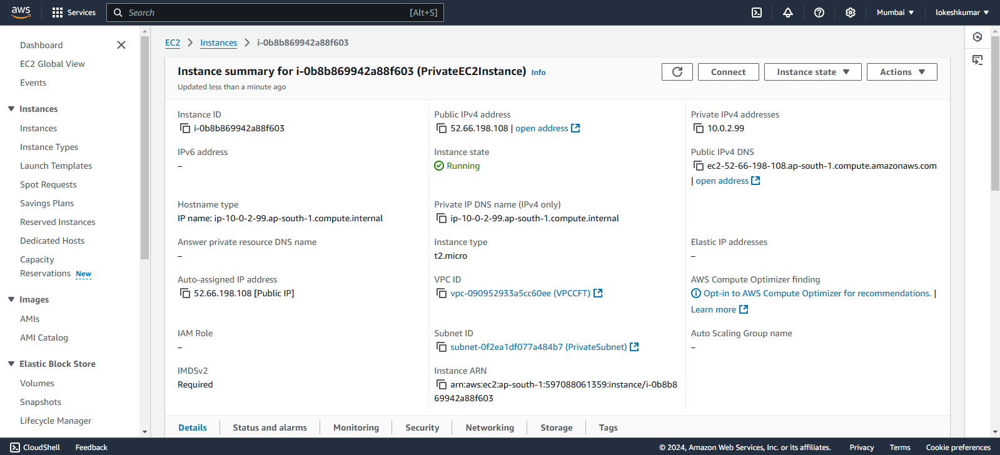 aws
Services
Search
[Alt+S]
Mumbai
lokeshkumar
Dashboard
EC2 Global View
Events
Instances
Instances
Instance Types
Launch Templates
Spot Requests
Savings Plans
Reserved Instances
Dedicated Hosts
Capacity
Reservations New
Images
AMIs
AMI Catalog
Elastic Block Store
Volumes
Snapshots
Lifecycle Manager
EC2 > Instances > i-0b8b869942a88f603
Instance summary for i-0b8b869942a88f603 (PrivateEC2Instance) Info
Updated less than a minute ago
Connect
Instance state
Actions
Instance ID
i-0b8b869942a88f603
Public IPv4 address
52.66.198.108 | open address
Private IPv4 addresses
10.0.2.99
IPv6 address
–
Instance state
Running
Public IPv4 DNS
ec2-52-66-198-108.ap-south-1.compute.amazonaws.com
| open address
Hostname type
IP name: ip-10-0-2-99.ap-south-1.compute.internal
Private IP DNS name (IPv4 only)
ip-10-0-2-99.ap-south-1.compute.internal
Answer private resource DNS name
–
Instance type
t2.micro
Elastic IP addresses
–
Auto-assigned IP address
52.66.198.108 [Public IP]
VPC ID
vpc-090952933a5cc60ee (VPCCFT)
AWS Compute Optimizer finding
Opt-in to AWS Compute Optimizer for recommendations. |
Learn more
IAM Role
–
Subnet ID
subnet-0f2ea1df077a484b7 (PrivateSubnet)
Auto Scaling Group name
–
IMDSv2
Required
Instance ARN
arn:aws:ec2:ap-south-1:597088061359:instance/i-0b8b8
69942a88f603
Details
Status and alarms
Monitoring
Security
Networking
Storage
Tags
CloudShell
Feedback
© 2024, Amazon Web Services, Inc. or its affiliates.
Privacy
Terms
Cookie preferences